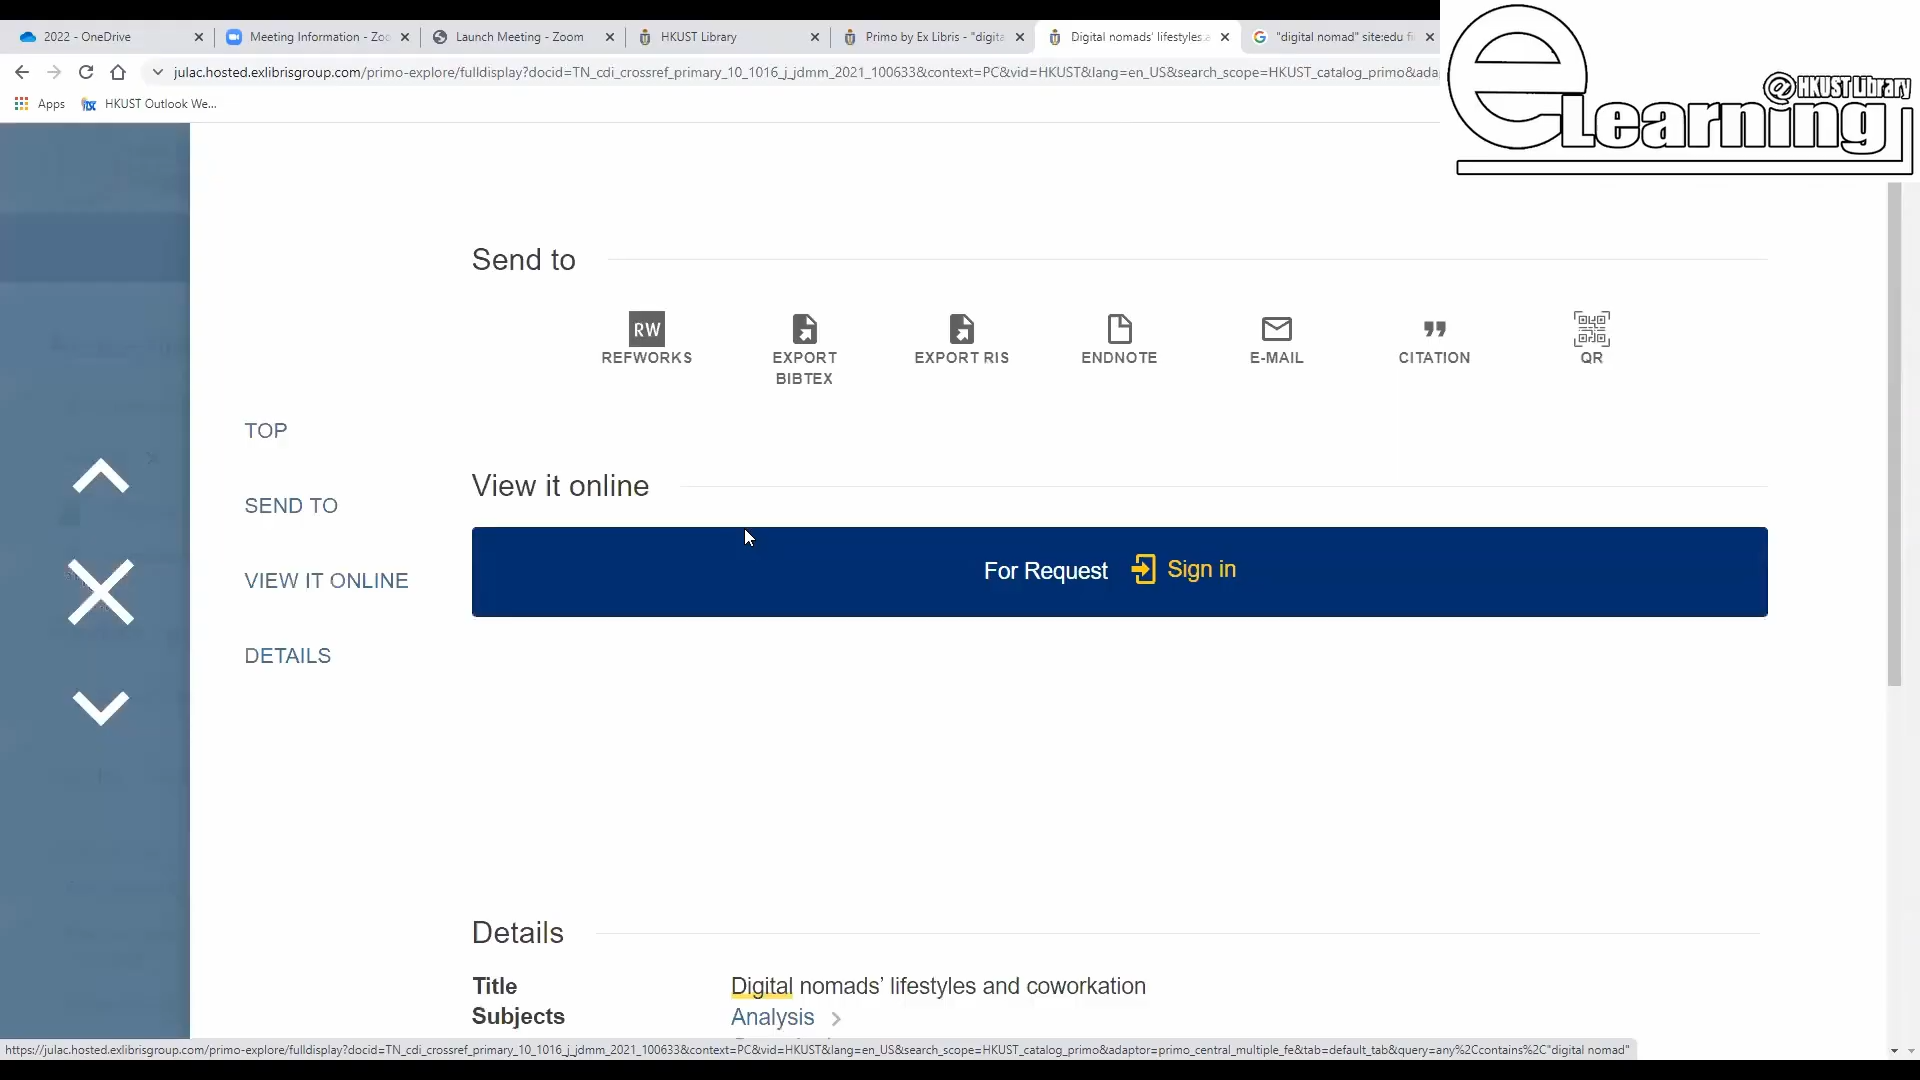 2022 - OneDrive
Meeting Information - Zoo
Launch Meeting - Zoom
HKUST Library
Primo by Ex Libris - "digita
Digital nomads' lifestyles a
"digital nomad" site:edu fi
julac.hosted.exlibrisgroup.com/primo-explore/fulldisplay?docid=TN_cdi_crossref_primary_10_1016_j_jdmm_2021_100633&context=PC&vid=HKUST&lang=en_US&search_scope=HKUST_catalog_primo&ada
Apps
HKUST Outlook We...
eLearning
@HKUST Library
Send to
RW
REFWORKS
EXPORT
BIBTEX
EXPORT RIS
ENDNOTE
E-MAIL
CITATION
QR
TOP
SEND TO
VIEW IT ONLINE
DETAILS
View it online
For Request Sign in
Details
Title Digital nomads' lifestyles and coworkation
Subjects Analysis
https://julac.hosted.exlibrisgroup.com/primo-explore/fulldisplay?docid=TN_cdi_crossref_primary_10_1016_j_jdmm_2021_100633&context=PC&vid=HKUST&lang=en_US&search_scope=HKUST_catalog_primo&adaptor=primo_central_multiple_fe&tab=default_tab&query=any%2Ccontains%2C"digital nomad"